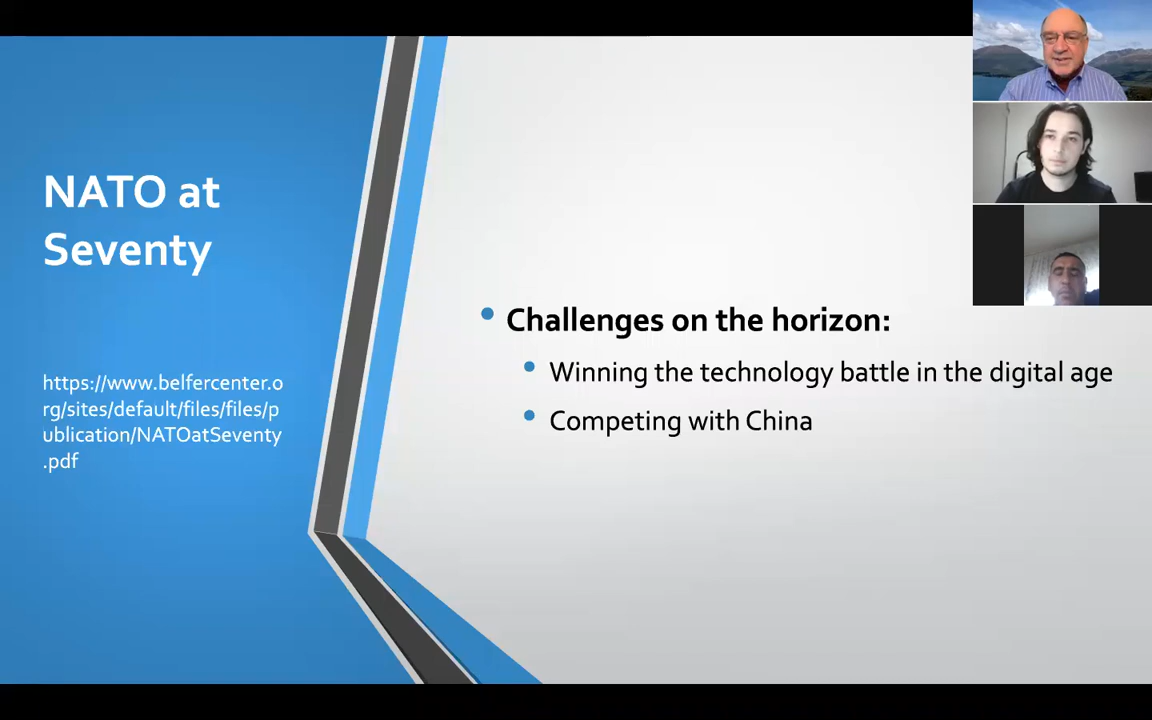 NATO at
Seventy
https://www.belfercenter.o
rg/sites/default/files/files/p
ublication/NATOatSeventy
.pdf
Challenges on the horizon:
Winning the technology battle in the digital age
Competing with China